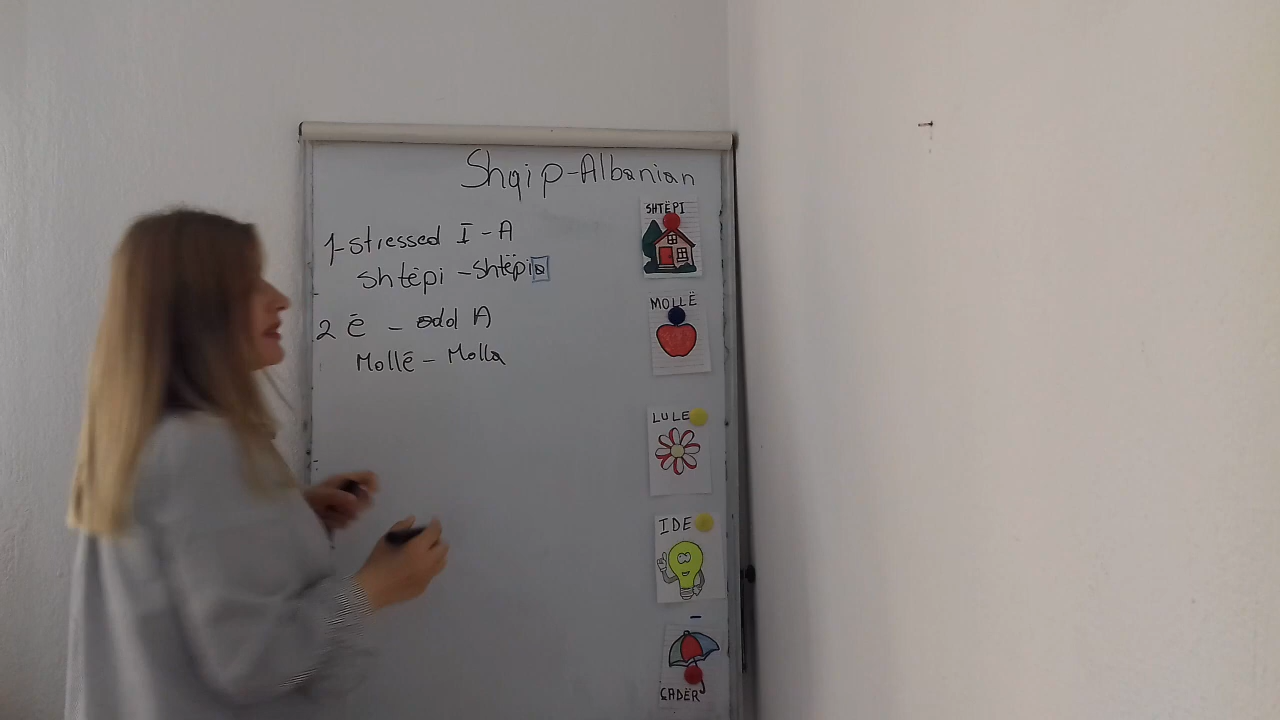 Shqip-Albanian
1-stressed I - A
shtëpi - shtëpia
2 ë - add A
Mollë - Molla
SHTËPI
MOLLË
LULE
IDE
ÇADËR